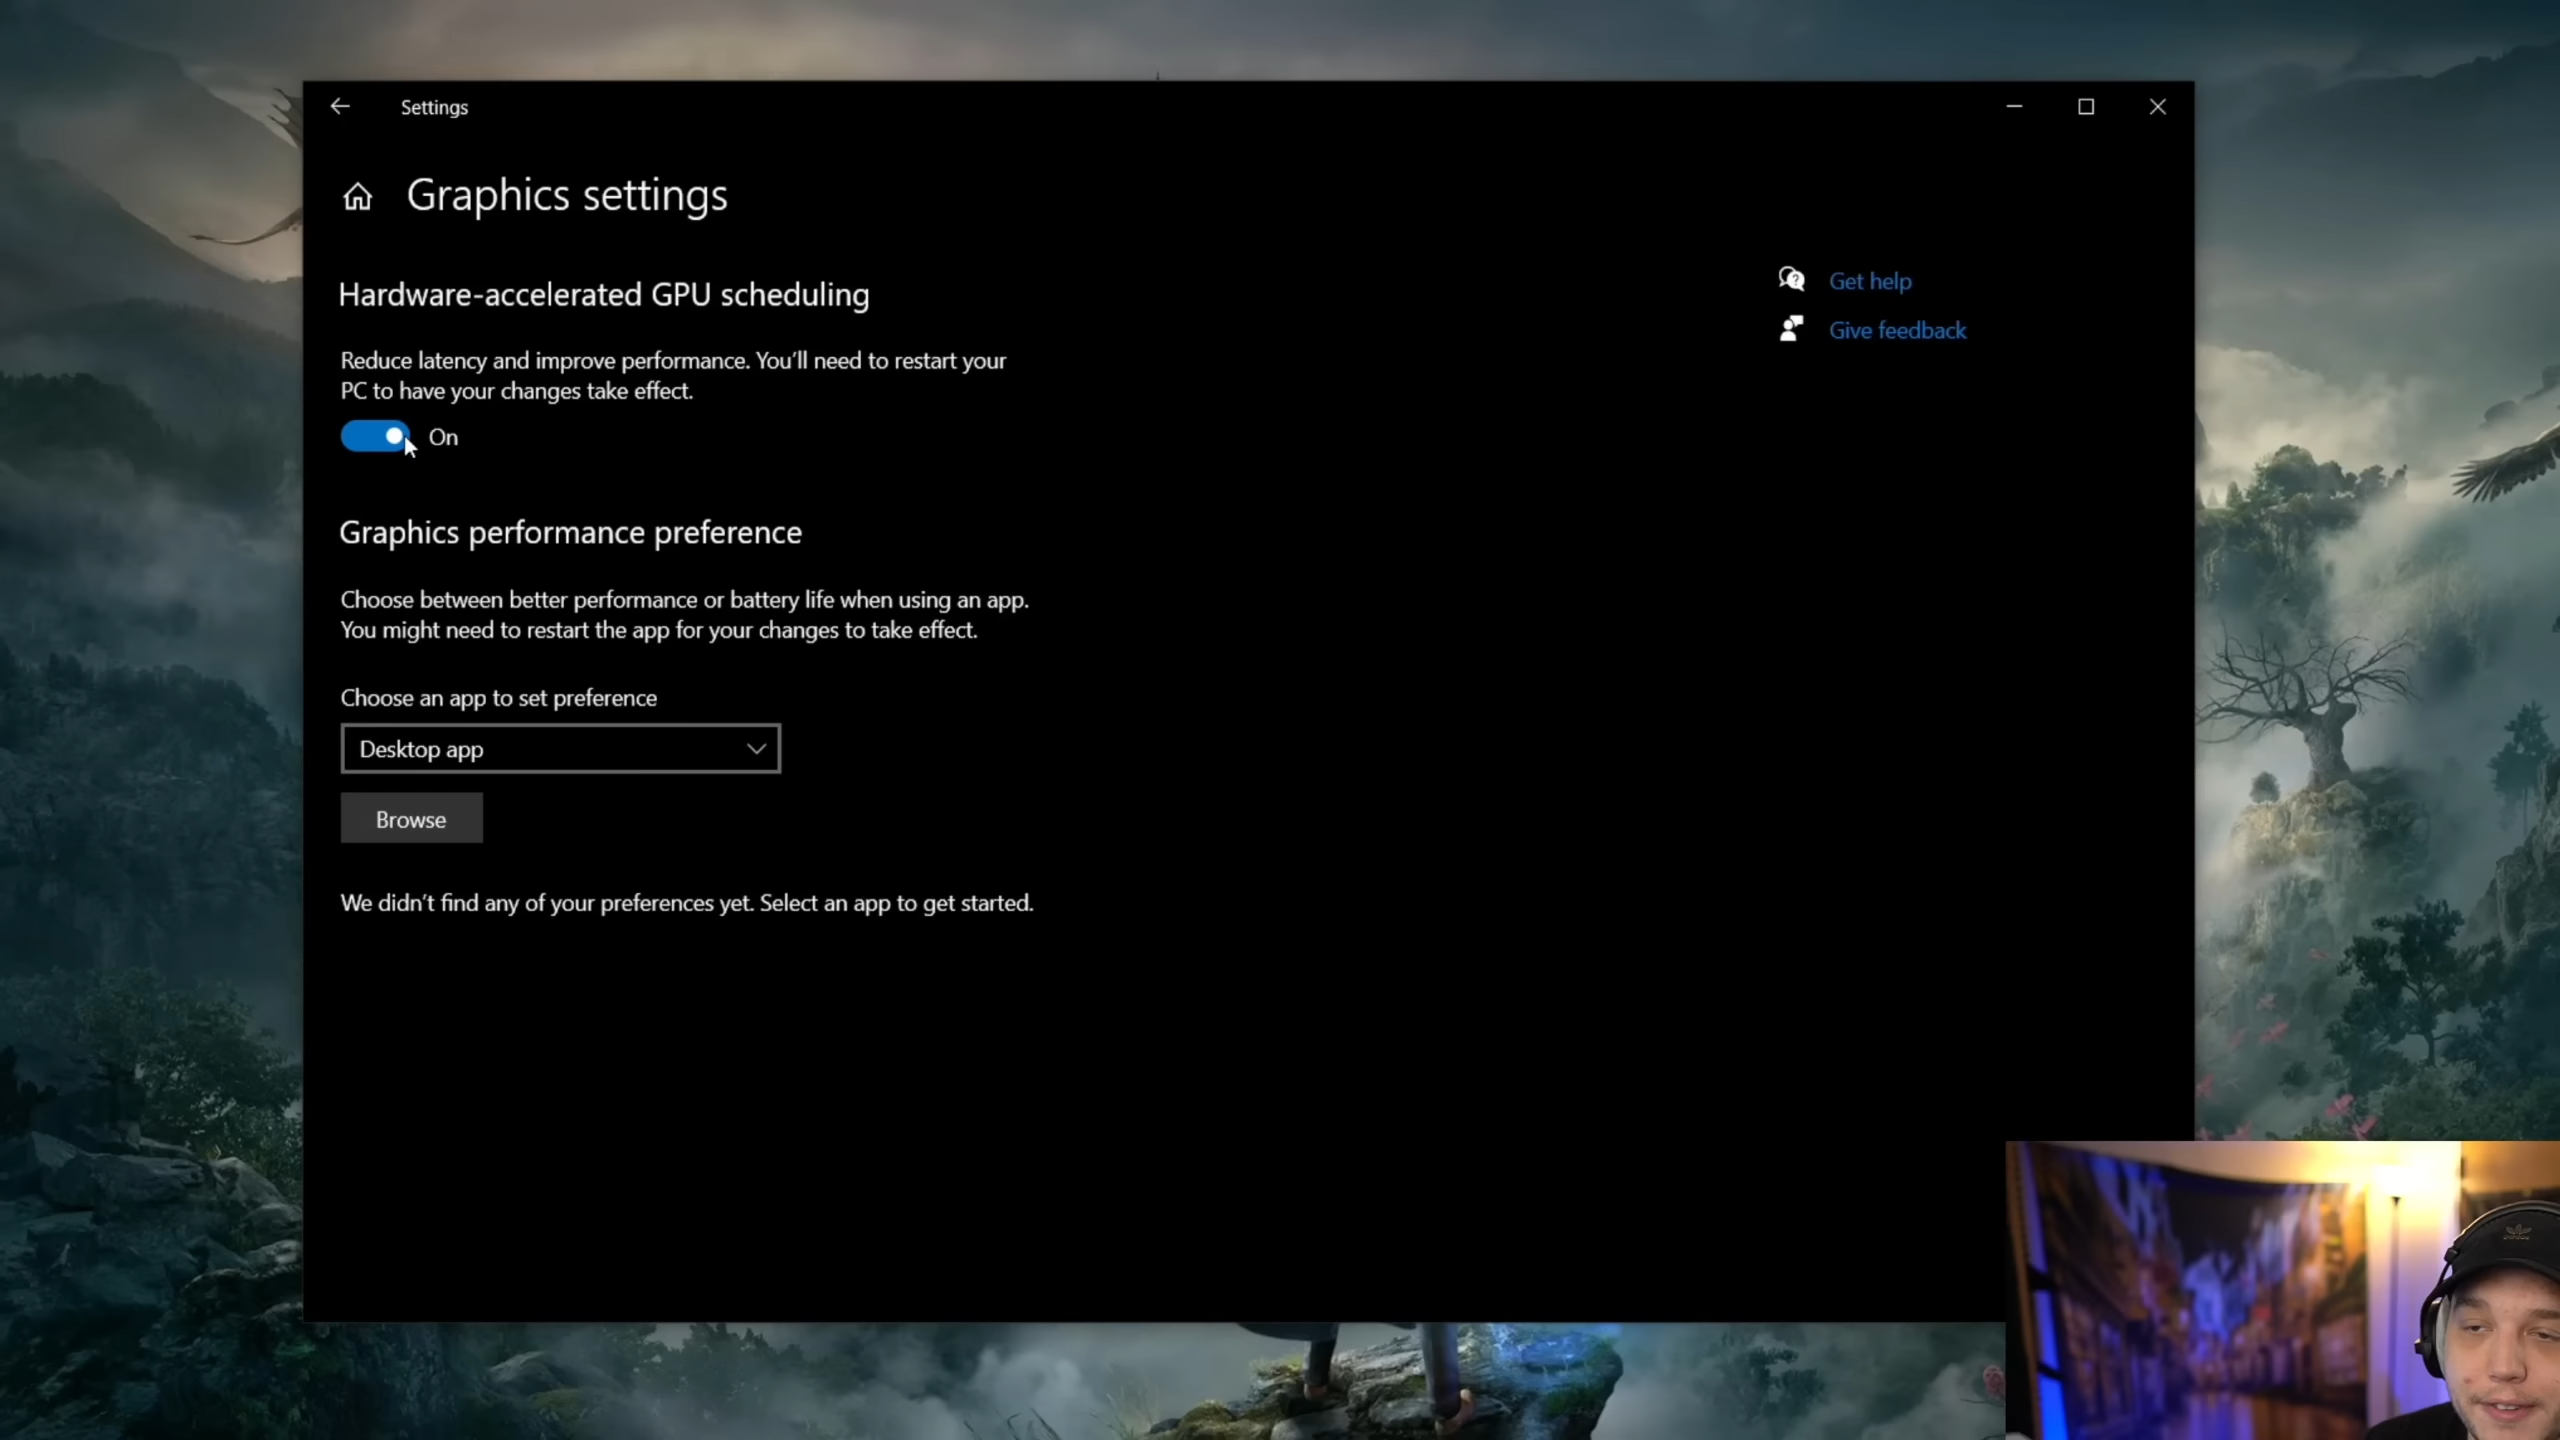 Settings
Graphics settings
Hardware-accelerated GPU scheduling
Reduce latency and improve performance. You'll need to restart your
PC to have your changes take effect.
On
Graphics performance preference
Choose between better performance or battery life when using an app.
You might need to restart the app for your changes to take effect.
Choose an app to set preference
Desktop app
Browse
We didn't find any of your preferences yet. Select an app to get started.
Get help
Give feedback